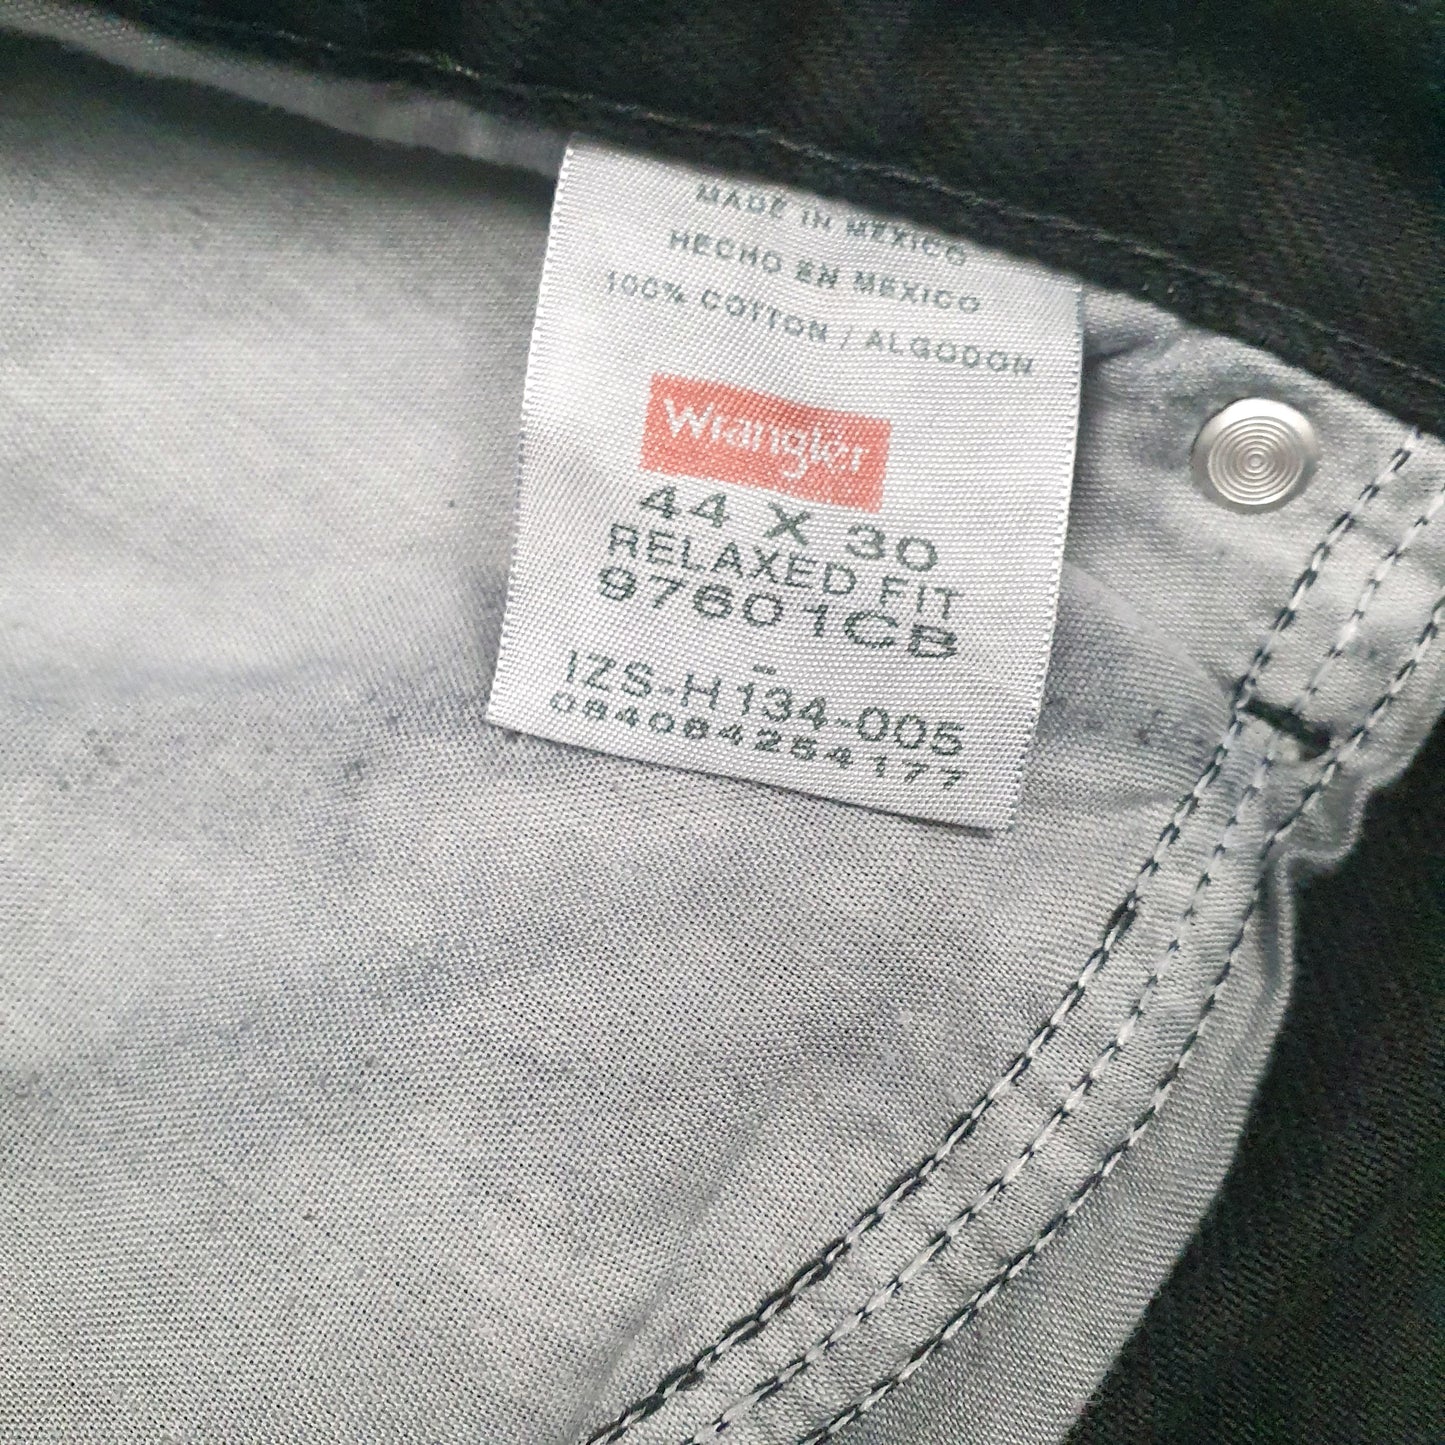 MADE IN MEXICO
HECHO EN MEXICO
100% COTTON / ALGODON
Wrangler
44 X 30
RELAXED FIT
97601CB
-
IZS-H134-005
084084254177